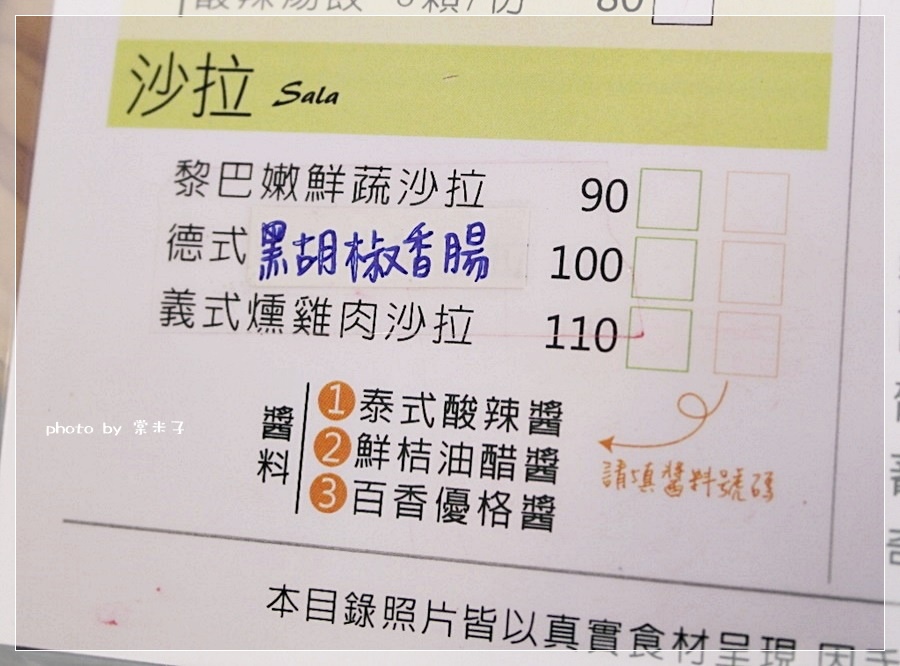 80
沙拉 Sala
黎巴嫩鮮蔬沙拉 90
德式黑胡椒香腸 100
義式燻雞肉沙拉 110
醬料
1 泰式酸辣醬
2 鮮桔油醋醬
3 百香優格醬
請填醬料號碼
photo by 栗米子
本目錄照片皆以真實食材呈現